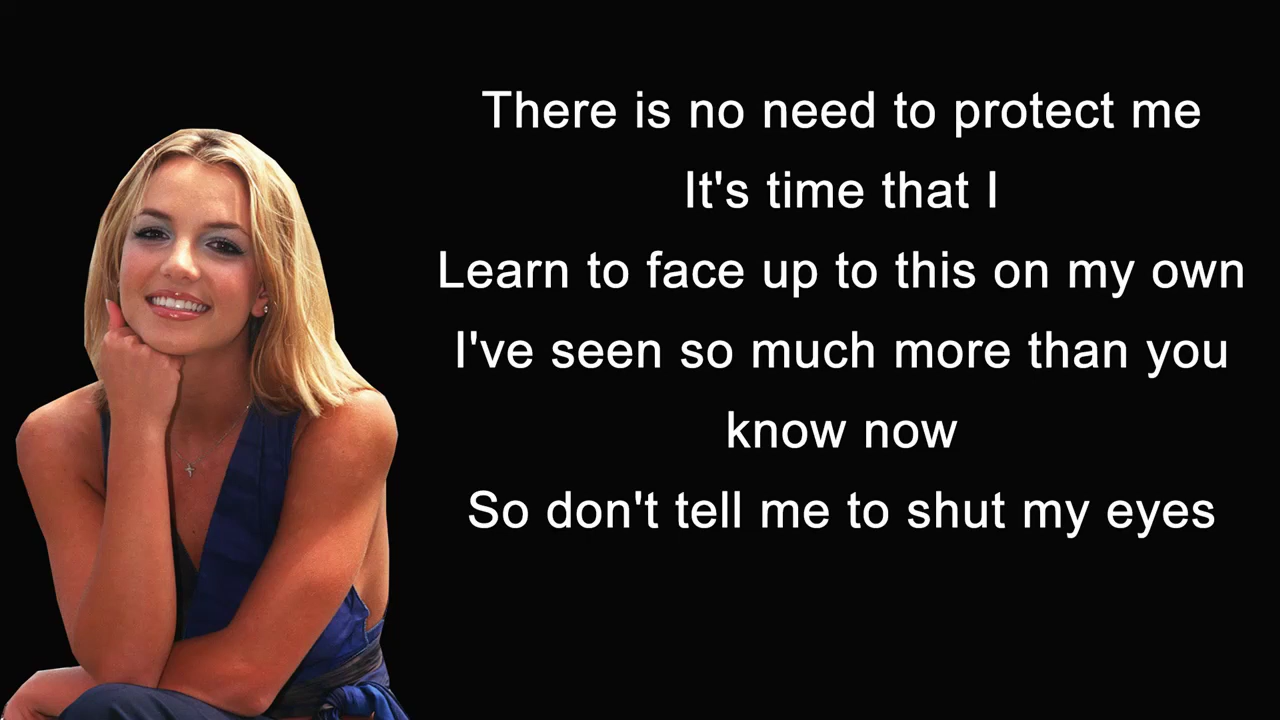 There is no need to protect me
It's time that I
Learn to face up to this on my own
I've seen so much more than you
know now
So don't tell me to shut my eyes